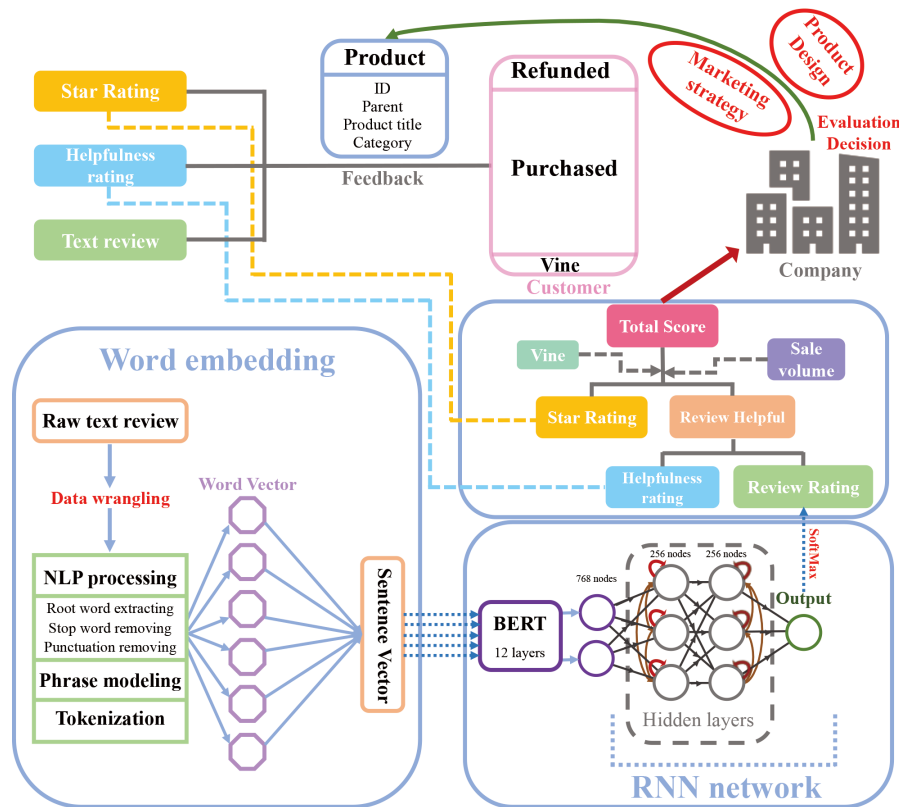 Product
ID
Parent
Product title
Category
Refunded
Purchased
Vine
Customer
Marketing
strategy
Product
Design
Evaluation
Decision
Company
Star Rating
Helpfulness
rating
Text review
Feedback
Total Score
Vine
Sale
volume
Star Rating
Review Helpful
Helpfulness
rating
Review Rating
Word embedding
Raw text review
Data wrangling
Word Vector
NLP processing
Root word extracting
Stop word removing
Punctuation removing
Phrase modeling
Tokenization
Sentence Vector
BERT
12 layers
768 nodes
256 nodes
256 nodes
SoftMax
Output
Hidden layers
RNN network